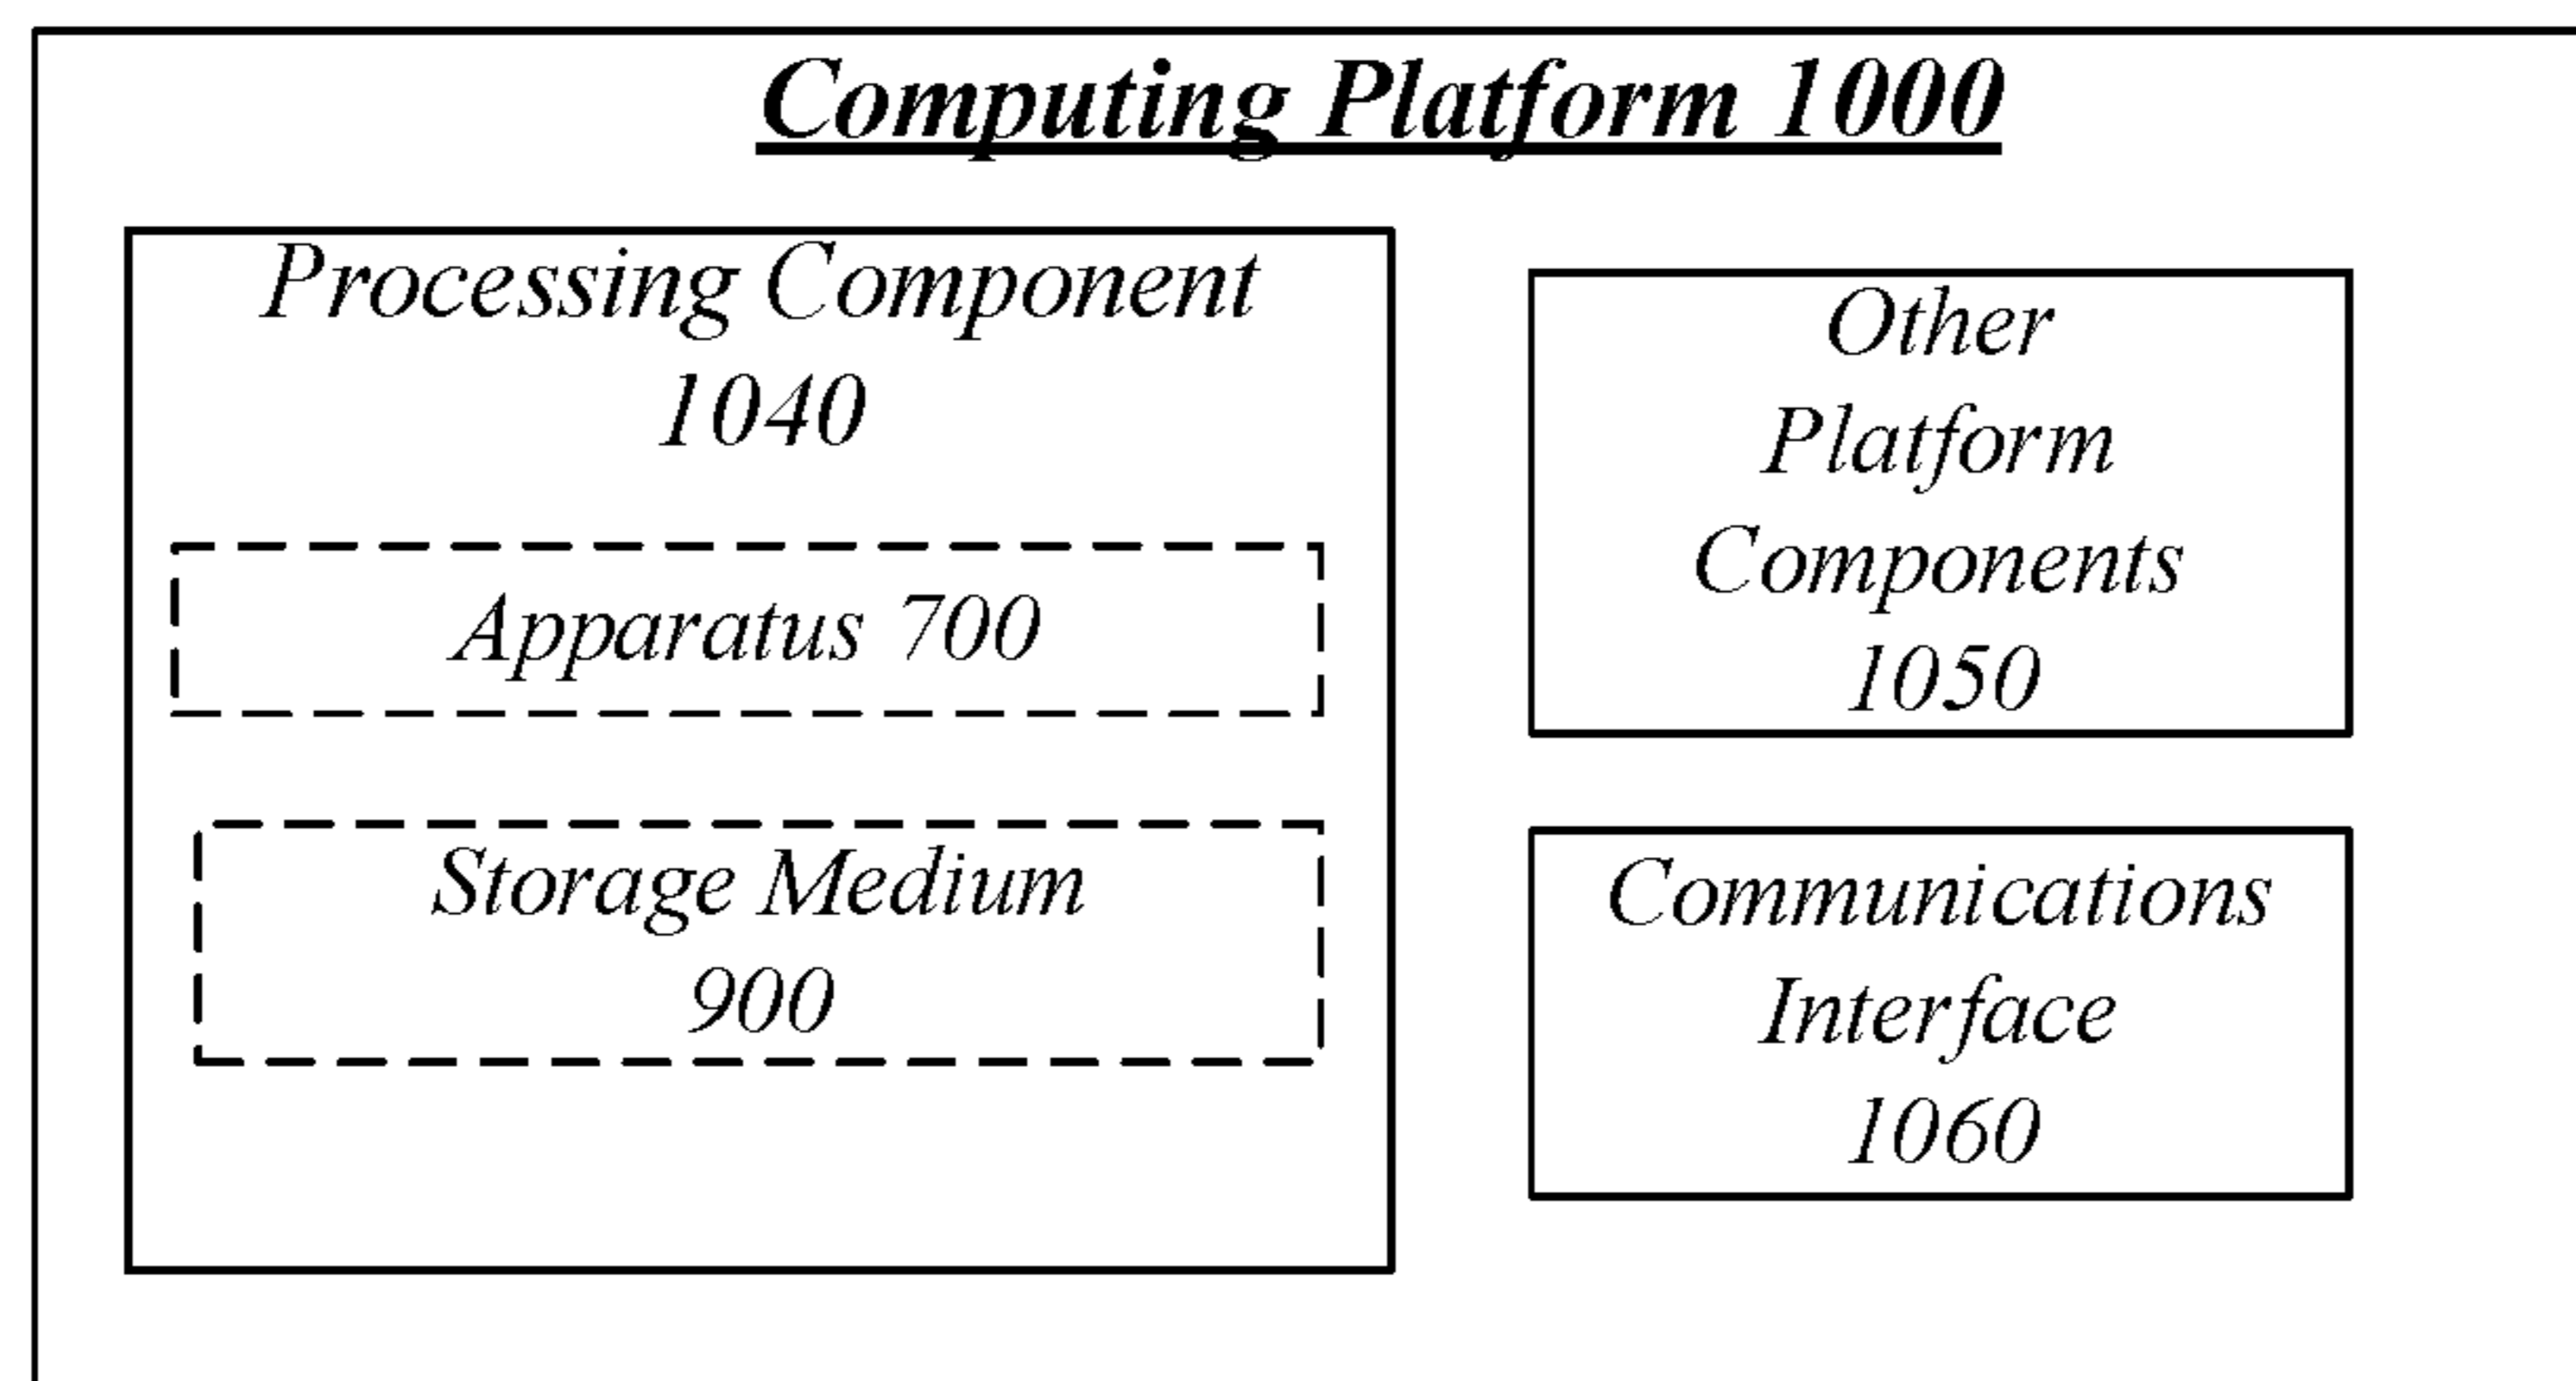 Computing Platform 1000
Processing Component
1040
Apparatus 700
Storage Medium
900
Other
Platform
Components
1050
Communications
Interface
1060